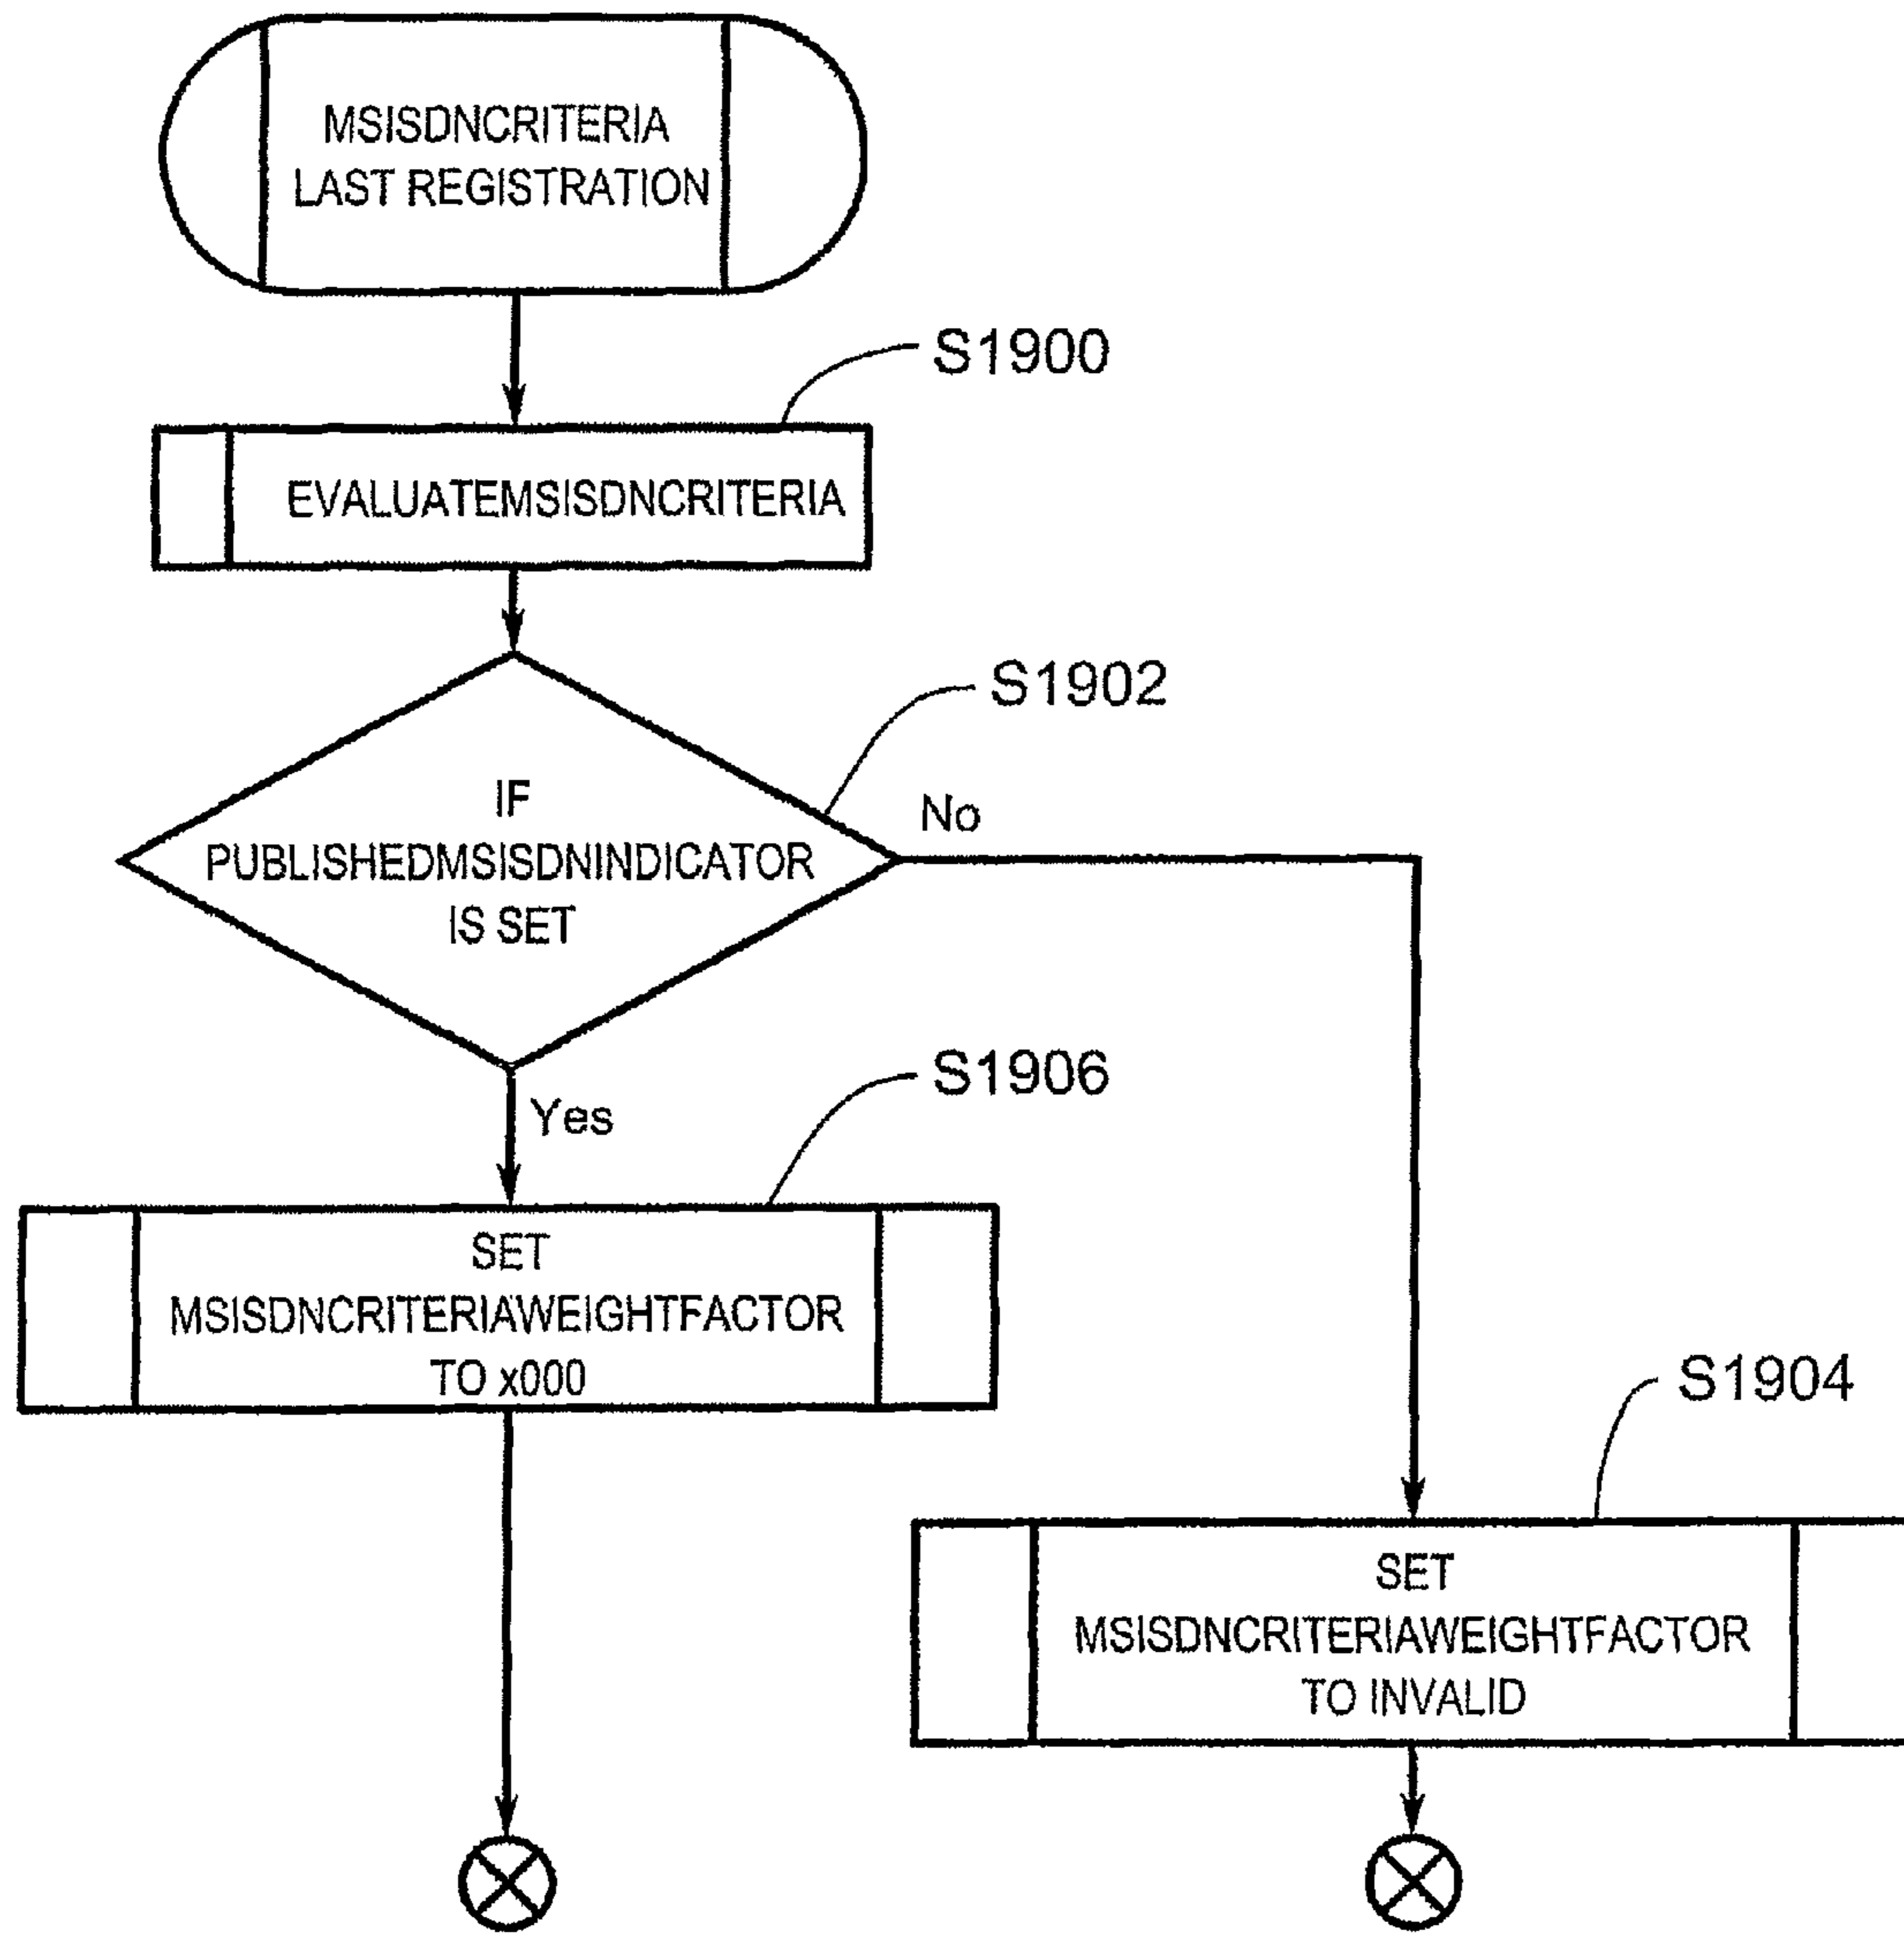 MSISDNCRITERIA
LAST REGISTRATION
S1900
EVALUATEMSISDNCRITERIA
S1902
IF
PUBLISHEDMSISDNINDICATOR
IS SET
No
Yes
S1906
SET
MSISDNCRITERIAWEIGHTFACTOR
TO x000
S1904
SET
MSISDNCRITERIAWEIGHTFACTOR
TO INVALID